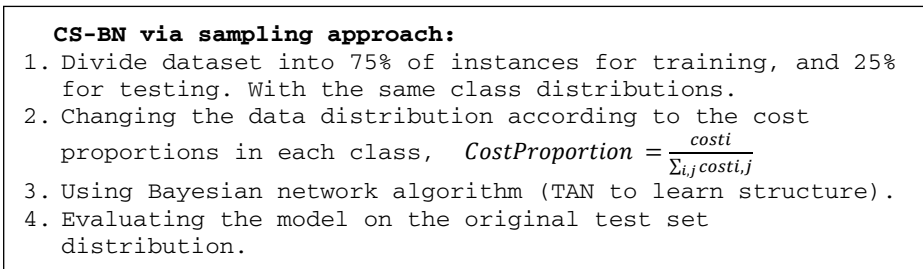 CS-BN via sampling approach:
1. Divide dataset into 75% of instances for training, and 25%
for testing. With the same class distributions.
2. Changing the data distribution according to the cost
proportions in each class, CostProportion = costi / ∑i,j costi,j
3. Using Bayesian network algorithm (TAN to learn structure).
4. Evaluating the model on the original test set
distribution.